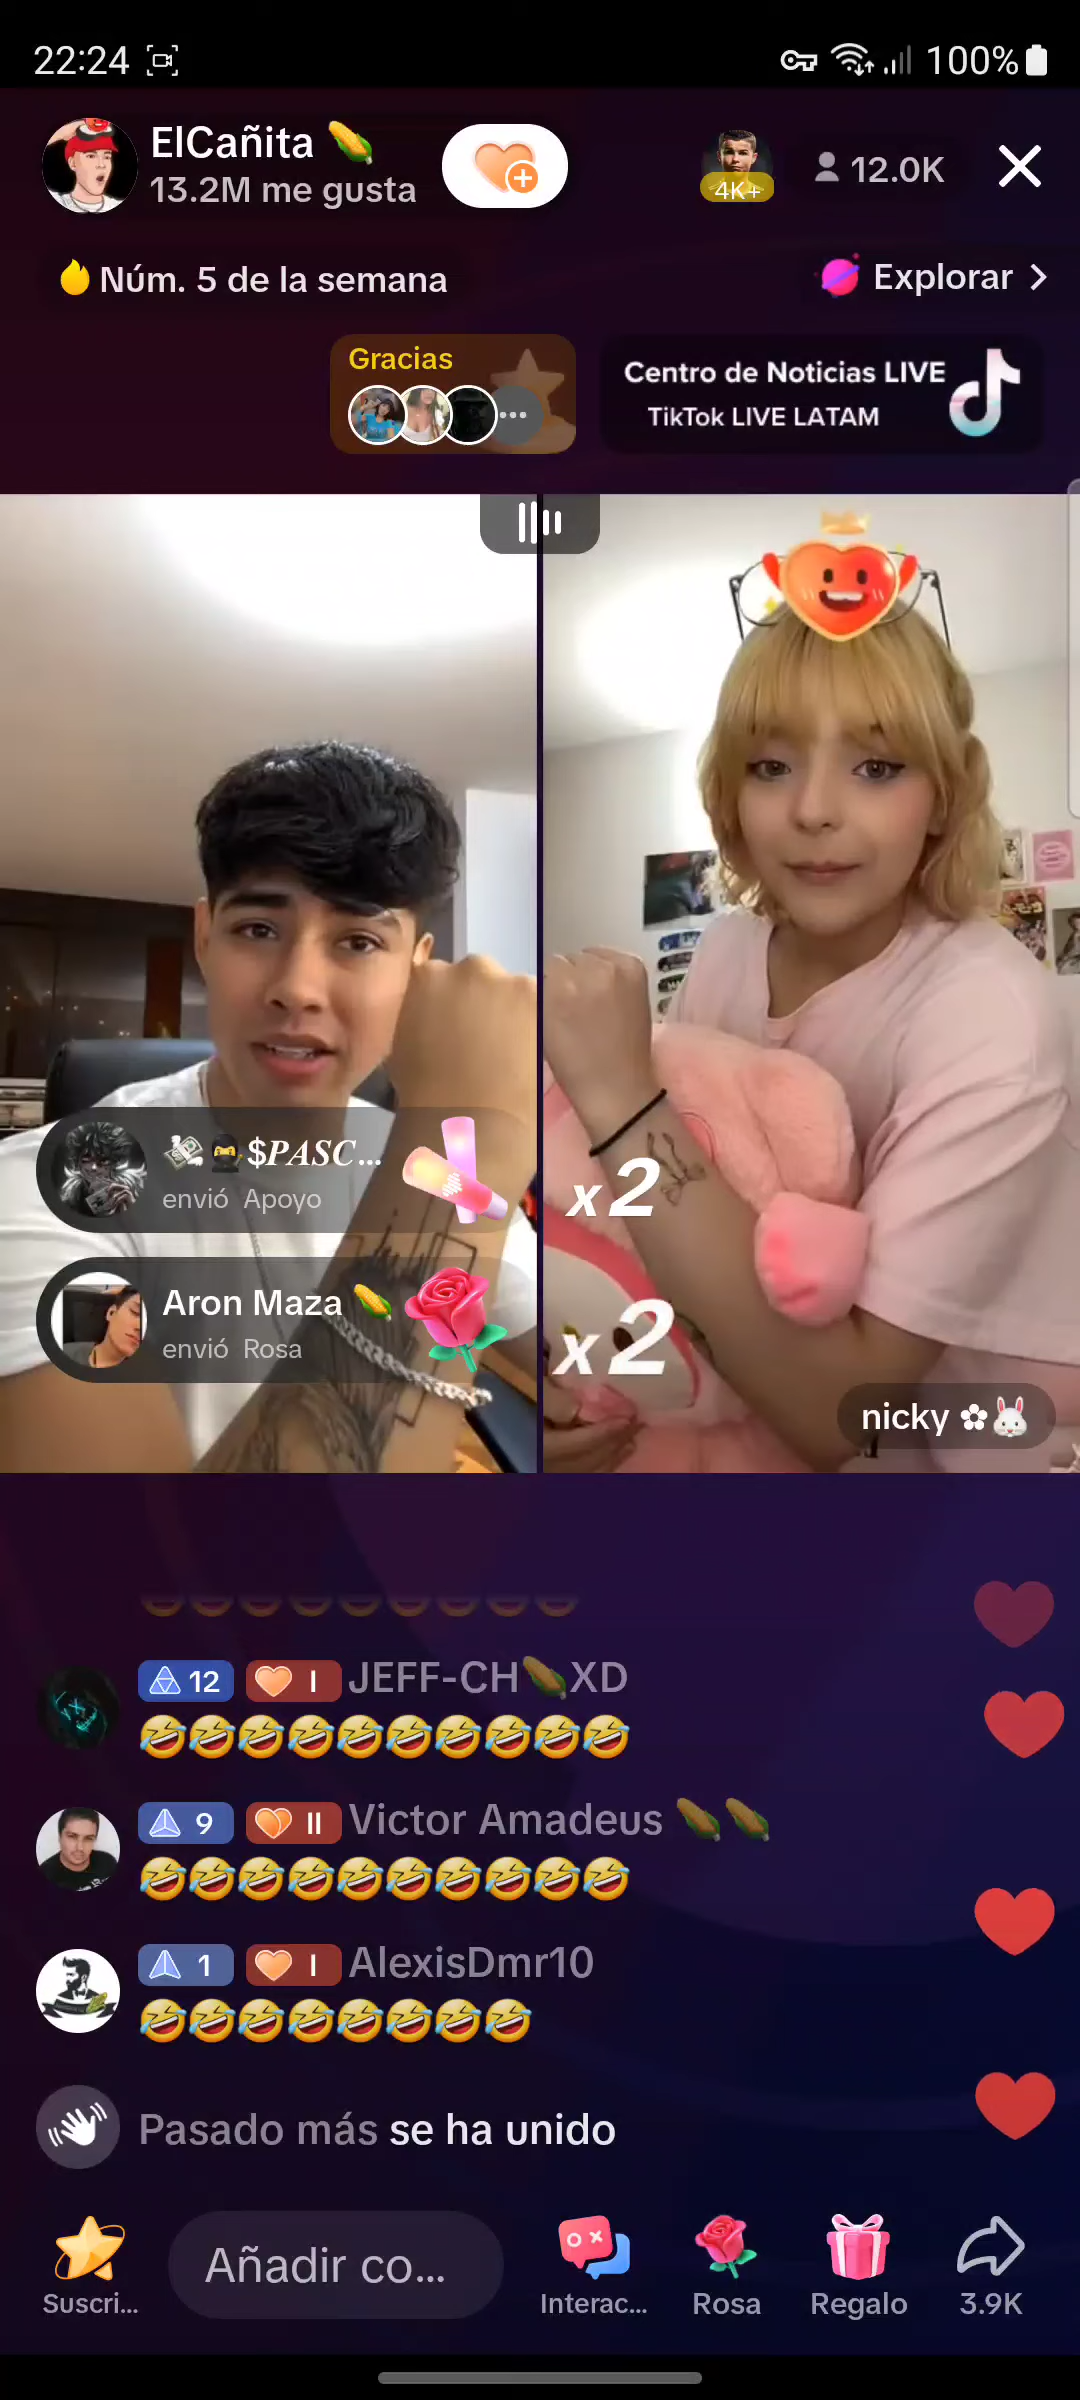 22:24
100%
ElCañita 🌽
13.2M me gusta
4K+
12.0K
Núm. 5 de la semana
Explorar
Gracias
Centro de Noticias LIVE
TikTok LIVE LATAM
$PASC...
envió Apoyo
x2
Aron Maza 🌽
envió Rosa
x2
nicky ✿🐰
12 I JEFF-CH🌽XD
🤣🤣🤣🤣🤣🤣🤣🤣🤣🤣
9 II Victor Amadeus 🌽🌽
🤣🤣🤣🤣🤣🤣🤣🤣🤣🤣
1 I AlexisDmr10
🤣🤣🤣🤣🤣🤣🤣🤣
Pasado más se ha unido
Suscri...
Añadir co...
Interac...
Rosa
Regalo
3.9K